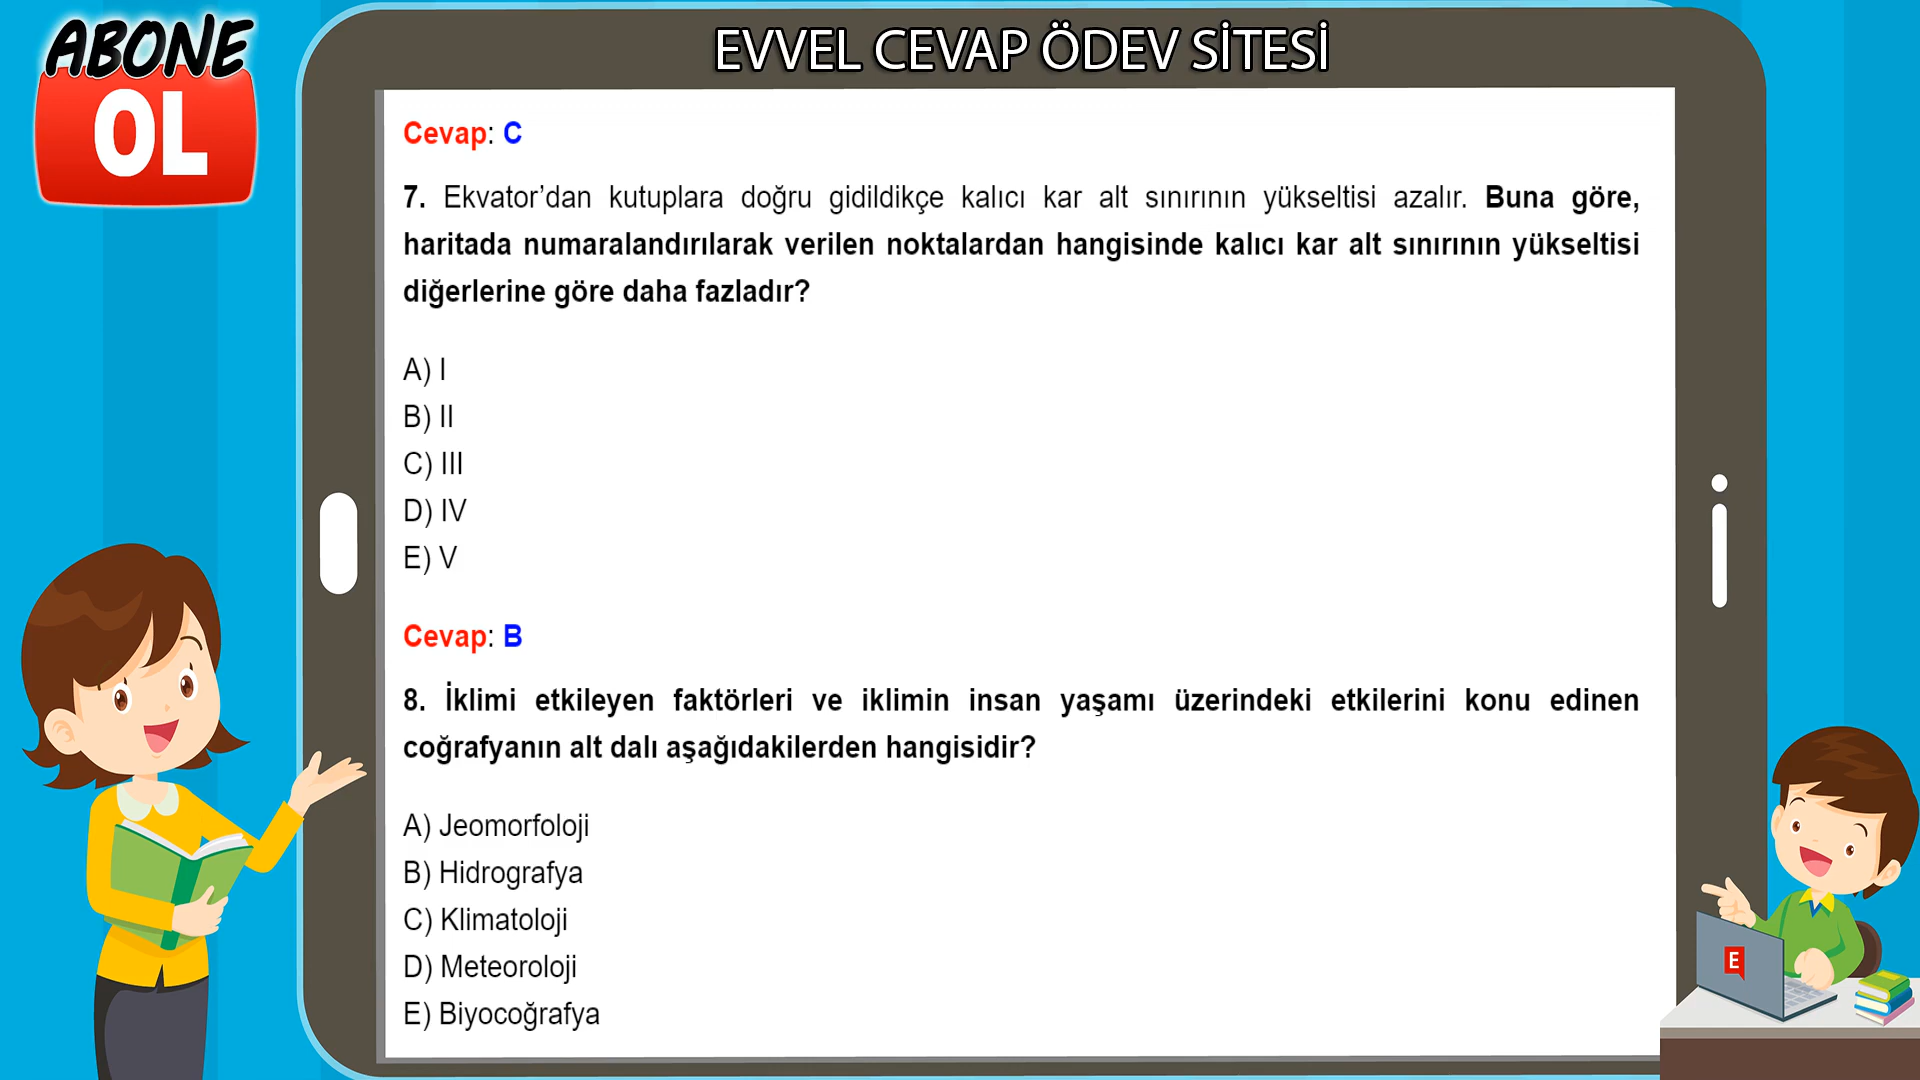 ABONE
OL
EVVEL CEVAP ÖDEV SİTESİ
Cevap: C
7. Ekvator’dan kutuplara doğru gidildikçe kalıcı kar alt sınırının yükseltisi azalır. Buna göre,
haritada numaralandırılarak verilen noktalardan hangisinde kalıcı kar alt sınırının yükseltisi
diğerlerine göre daha fazladır?
A) I
B) II
C) III
D) IV
E) V
Cevap: B
8. İklimi etkileyen faktörleri ve iklimin insan yaşamı üzerindeki etkilerini konu edinen
coğrafyanın alt dalı aşağıdakilerden hangisidir?
A) Jeomorfoloji
B) Hidrografya
C) Klimatoloji
D) Meteoroloji
E) Biyocoğrafya
E